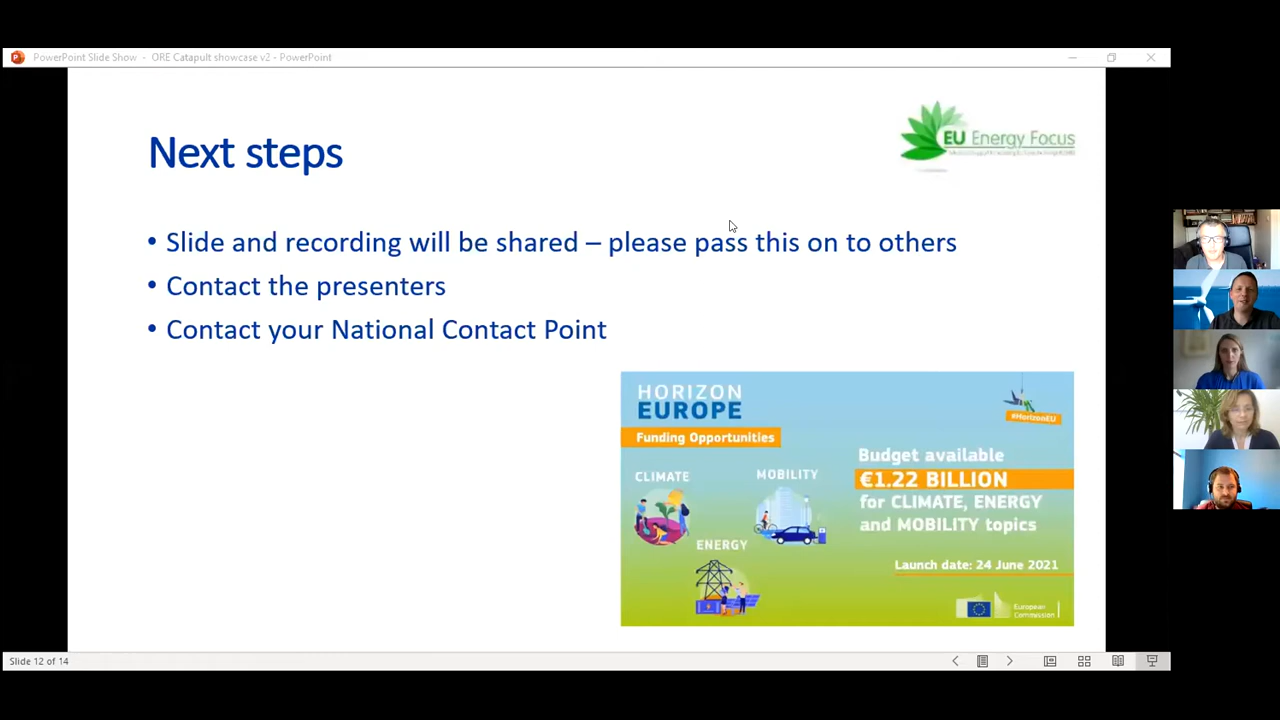 PowerPoint Slide Show - ORE Catapult showcase v2 - PowerPoint
Next steps
EU Energy Focus
• Slide and recording will be shared – please pass this on to others
• Contact the presenters
• Contact your National Contact Point
HORIZON
EUROPE
#HorizonEU
Funding Opportunities
CLIMATE
MOBILITY
ENERGY
Budget available
€1.22 BILLION
for CLIMATE, ENERGY
and MOBILITY topics
Launch date: 24 June 2021
European
Commission
Slide 12 of 14